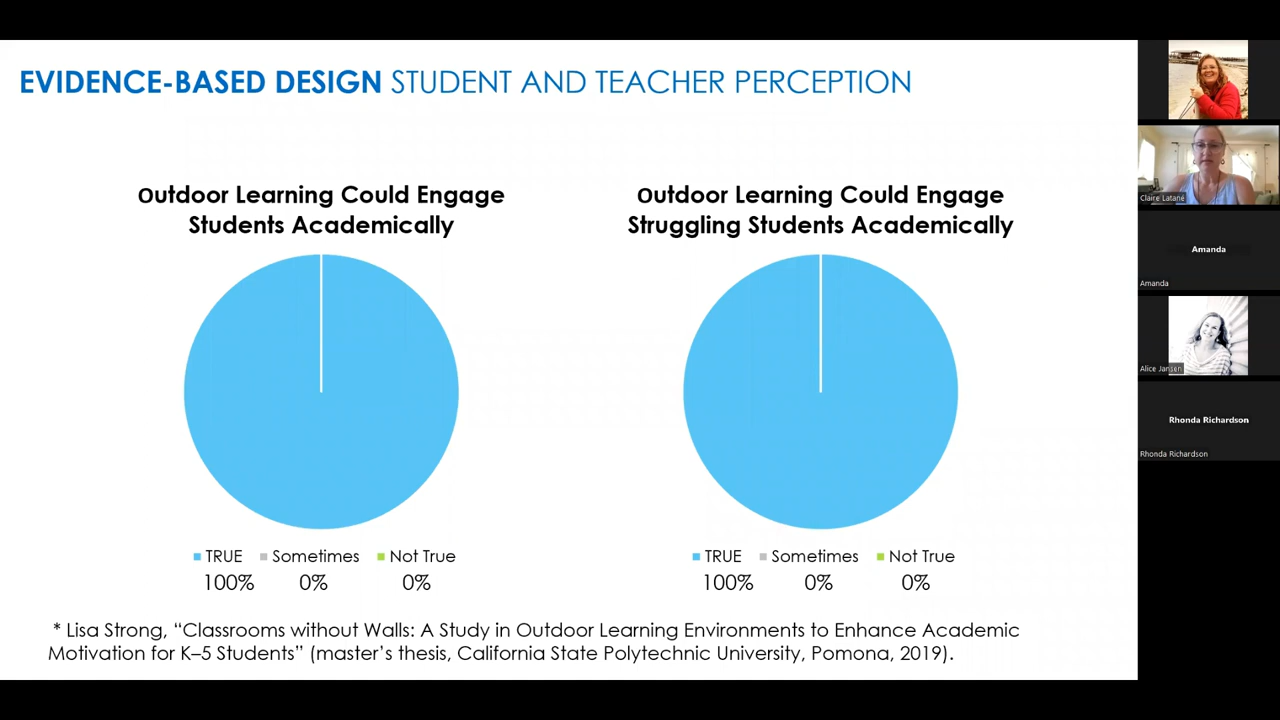 EVIDENCE-BASED DESIGN STUDENT AND TEACHER PERCEPTION
Outdoor Learning Could Engage
Students Academically
TRUE Sometimes Not True
100% 0% 0%
Outdoor Learning Could Engage
Struggling Students Academically
TRUE Sometimes Not True
100% 0% 0%
* Lisa Strong, “Classrooms without Walls: A Study in Outdoor Learning Environments to Enhance Academic
Motivation for K–5 Students” (master’s thesis, California State Polytechnic University, Pomona, 2019).
Claire Latane
Amanda
Amanda
Alice Jansen
Rhonda Richardson
Rhonda Richardson